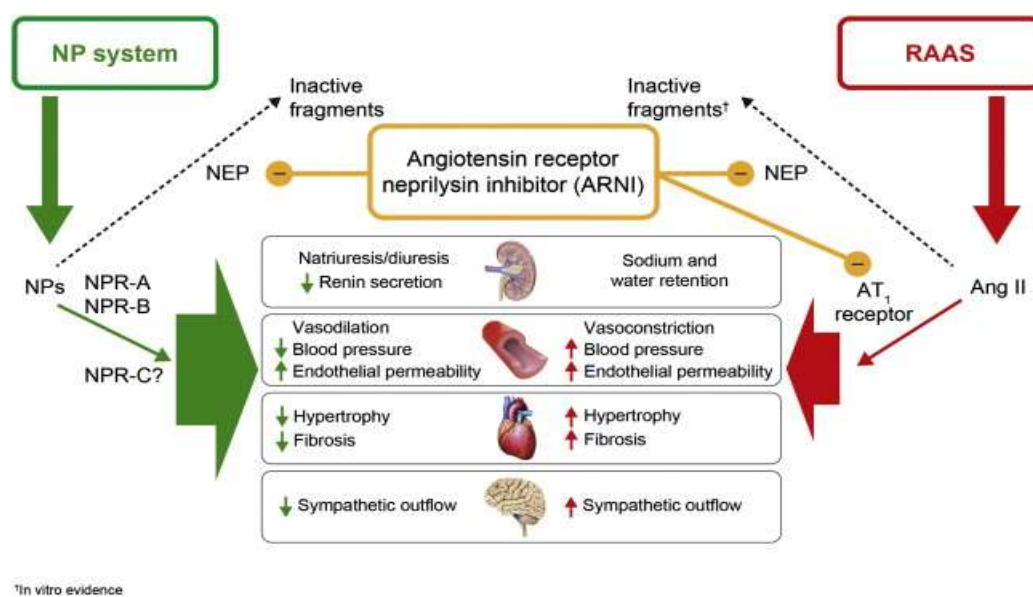 NP system
RAAS
Inactive
fragments
Inactive
fragments†
Angiotensin receptor
neprilysin inhibitor (ARNI)
NEP
−
−
NEP
−
NPs
NPR-A
NPR-B
NPR-C?
AT1
receptor
Ang II
Natriuresis/diuresis
↓ Renin secretion
Sodium and
water retention
Vasodilation
↓ Blood pressure
↑ Endothelial permeability
Vasoconstriction
↑ Blood pressure
↑ Endothelial permeability
↓ Hypertrophy
↓ Fibrosis
↑ Hypertrophy
↑ Fibrosis
↓ Sympathetic outflow
↑ Sympathetic outflow
†In vitro evidence